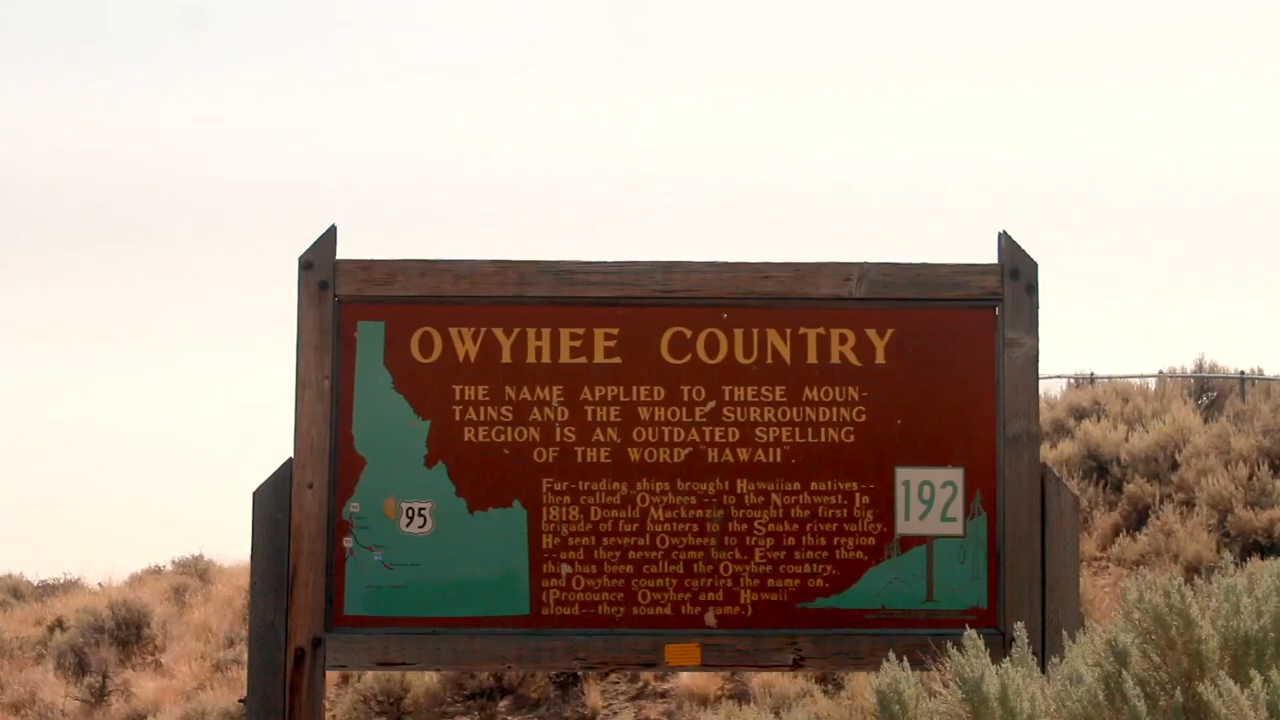 OWYHEE COUNTRY
THE NAME APPLIED TO THESE MOUN-
TAINS AND THE WHOLE SURROUNDING
REGION IS AN OUTDATED SPELLING
OF THE WORD "HAWAII".
Fur-trading ships brought Hawaiian natives--
then called "Owyhees"-- to the Northwest. In
1818, Donald Mackenzie brought the first big
brigade of fur hunters to the Snake river valley.
He sent several Owyhees to trap in this region
--and they never came back. Ever since then,
this has been called the Owyhee country,
and Owyhee county carries the name on.
(Pronounce "Owyhee" and "Hawaii"
aloud--they sound the same.)
95
192